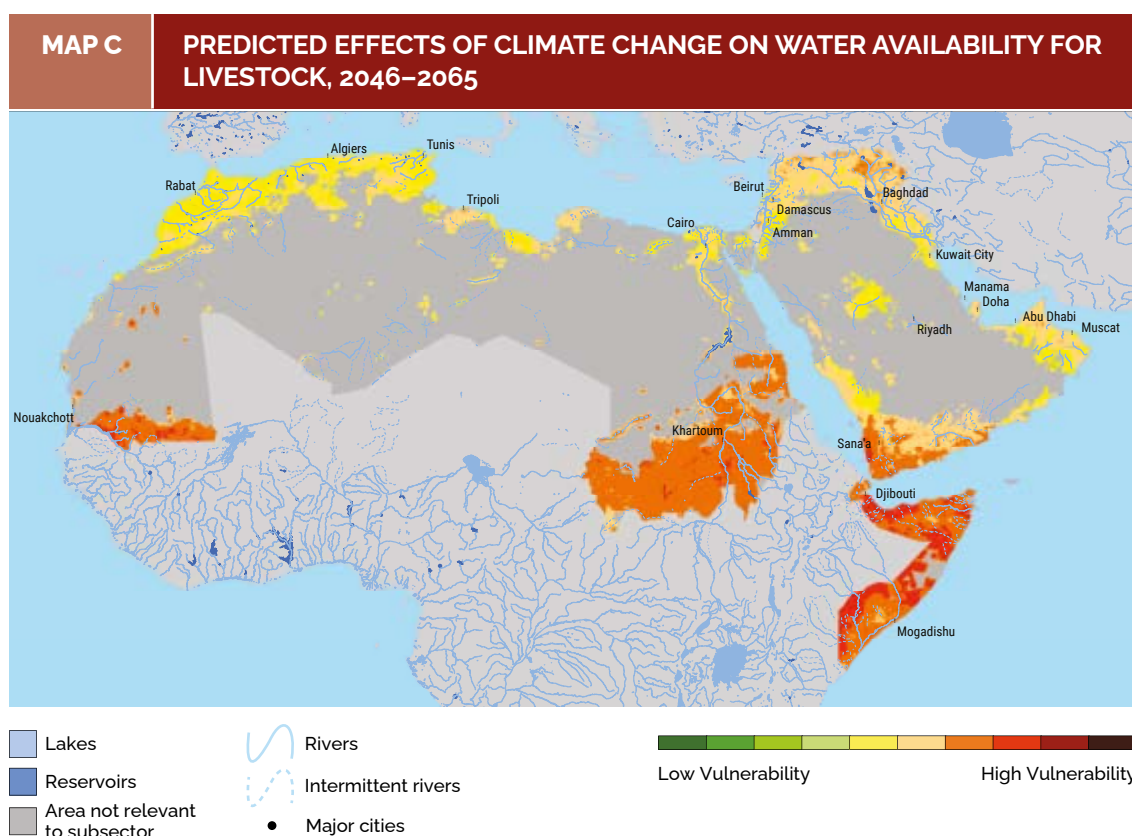 MAP C
PREDICTED EFFECTS OF CLIMATE CHANGE ON WATER AVAILABILITY FOR
LIVESTOCK, 2046–2065
Algiers
Tunis
Rabat
Tripoli
Beirut
Baghdad
Damascus
Cairo
Amman
Kuwait City
Manama
Doha
Abu Dhabi
Muscat
Riyadh
Nouakchott
Khartoum
Sana'a
Djibouti
Mogadishu
Lakes
Reservoirs
Area not relevant
to subsector
Rivers
Intermittent rivers
Major cities
Low Vulnerability
High Vulnerability